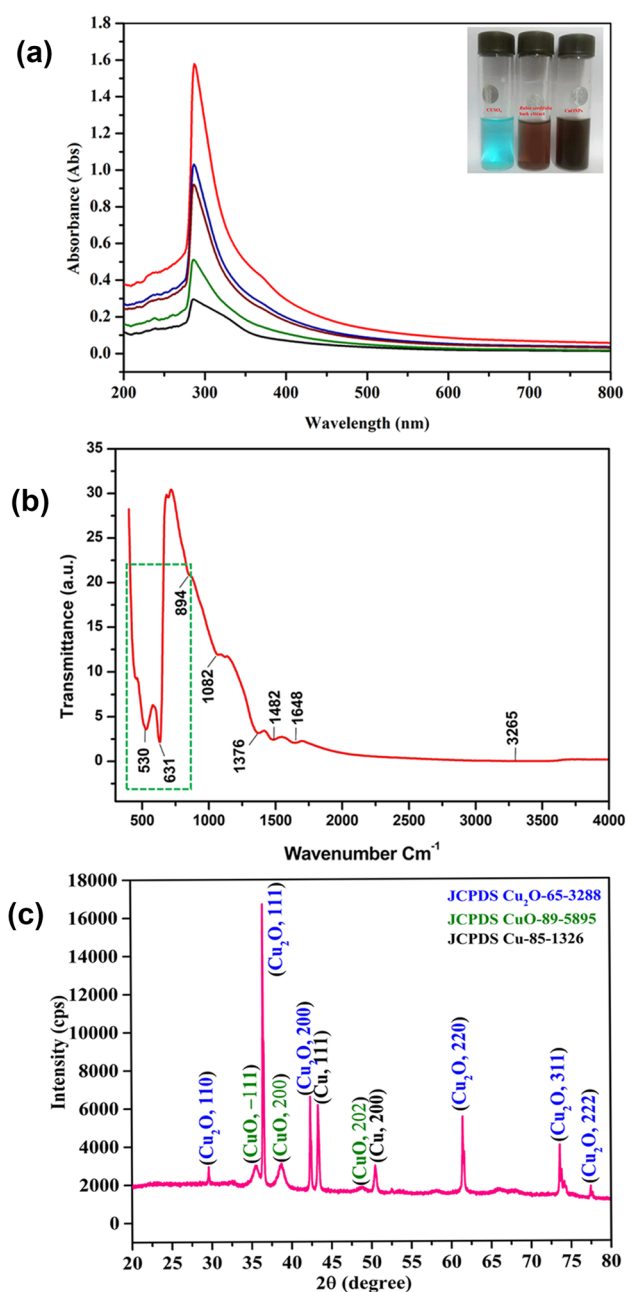 (a)
1.8
1.6
1.4
1.2
1.0
0.8
0.6
0.4
0.2
0.0
Absorbance (Abs)
CUSO₄
bark extract
CuONPs
200
300
400
500
600
700
800
Wavelength (nm)
(b)
35
30
25
20
15
10
5
0
Transmittance (a.u.)
530
631
894
1082
1376
1482
1648
3265
500
1000
1500
2000
2500
3000
3500
4000
Wavenumber Cm⁻¹
(c)
18000
16000
14000
12000
10000
8000
6000
4000
2000
0
Intensity (cps)
JCPDS Cu₂O-65-3288
JCPDS CuO-89-5895
JCPDS Cu-85-1326
(Cu₂O, 110)
(CuO, −111)
(Cu₂O, 111)
(CuO, 200)
(Cu₂O, 200)
(Cu, 111)
(CuO, 202)
(Cu, 200)
(Cu₂O, 220)
(Cu₂O, 311)
(Cu₂O, 222)
20
25
30
35
40
45
50
55
60
65
70
75
80
2θ (degree)